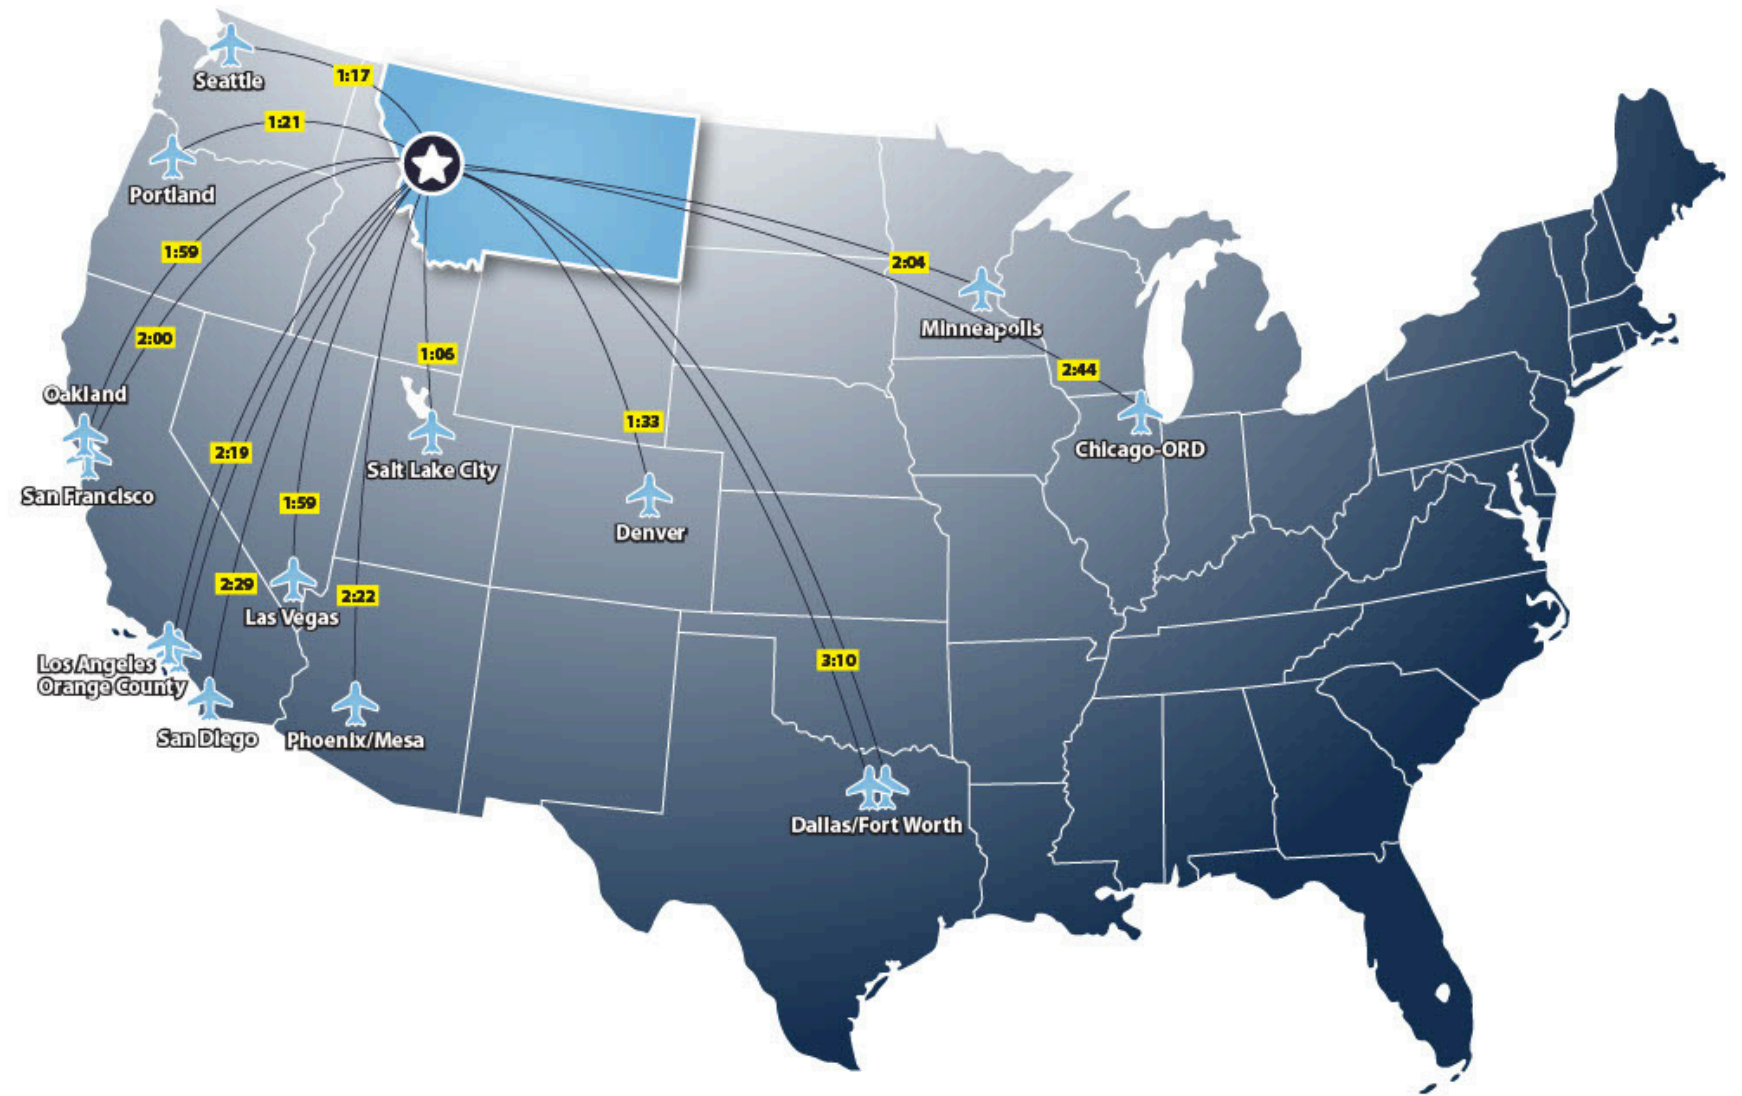 Seattle
1:17
1:21
Portland
1:59
2:04
Minneapolis
2:00
1:06
2:44
Oakland
1:33
Chicago-ORD
2:19
Salt Lake City
San Francisco
1:59
Denver
2:29
2:22
Las Vegas
Los Angeles
Orange County
3:10
San Diego
Phoenix/Mesa
Dallas/Fort Worth